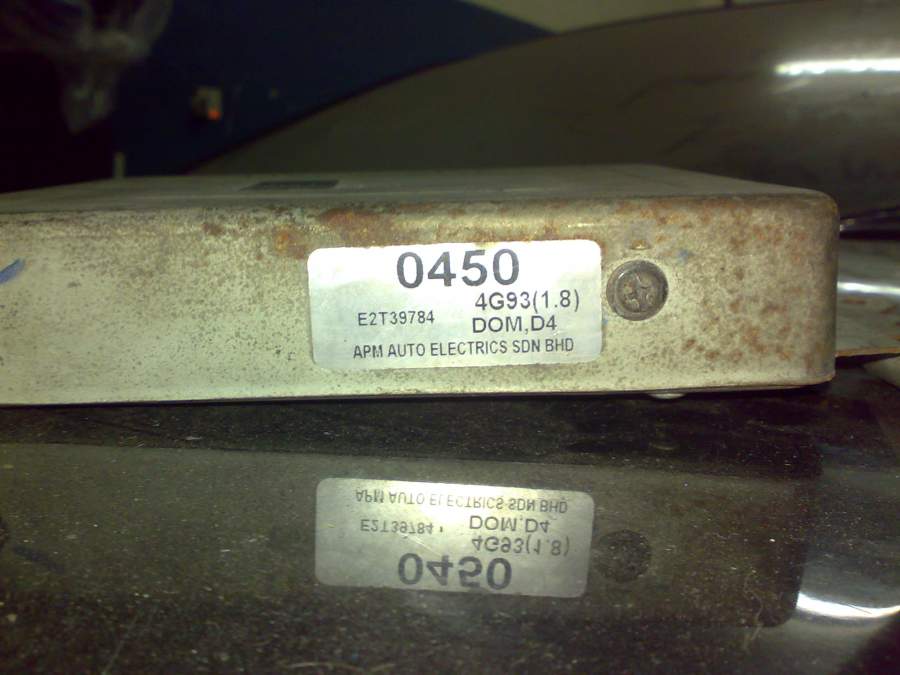 0450
4G93(1.8)
E2T39784 DOM,D4
APM AUTO ELECTRICS SDN BHD